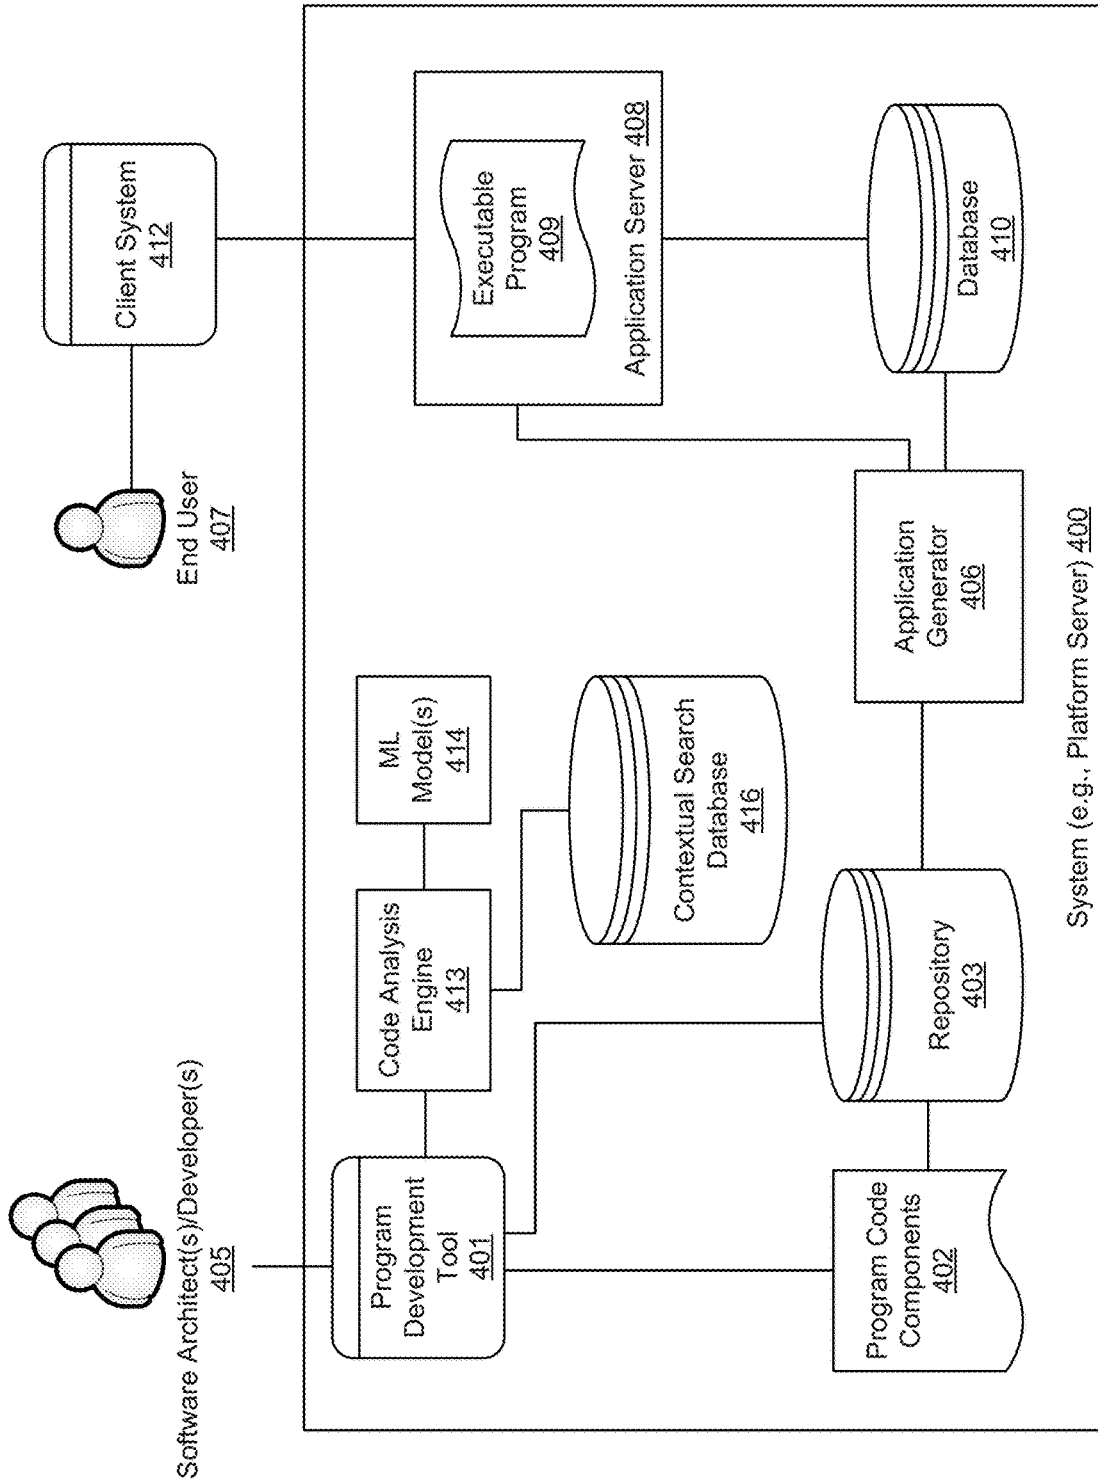 Software Architect(s)/Developer(s)
405
End User
407
Client System
412
Program
Development
Tool
401
Code Analysis
Engine
413
ML
Model(s)
414
Executable
Program
409
Application Server 408
Contextual Search
Database
416
Program Code
Components
402
Repository
403
Application
Generator
406
Database
410
System (e.g., Platform Server) 400